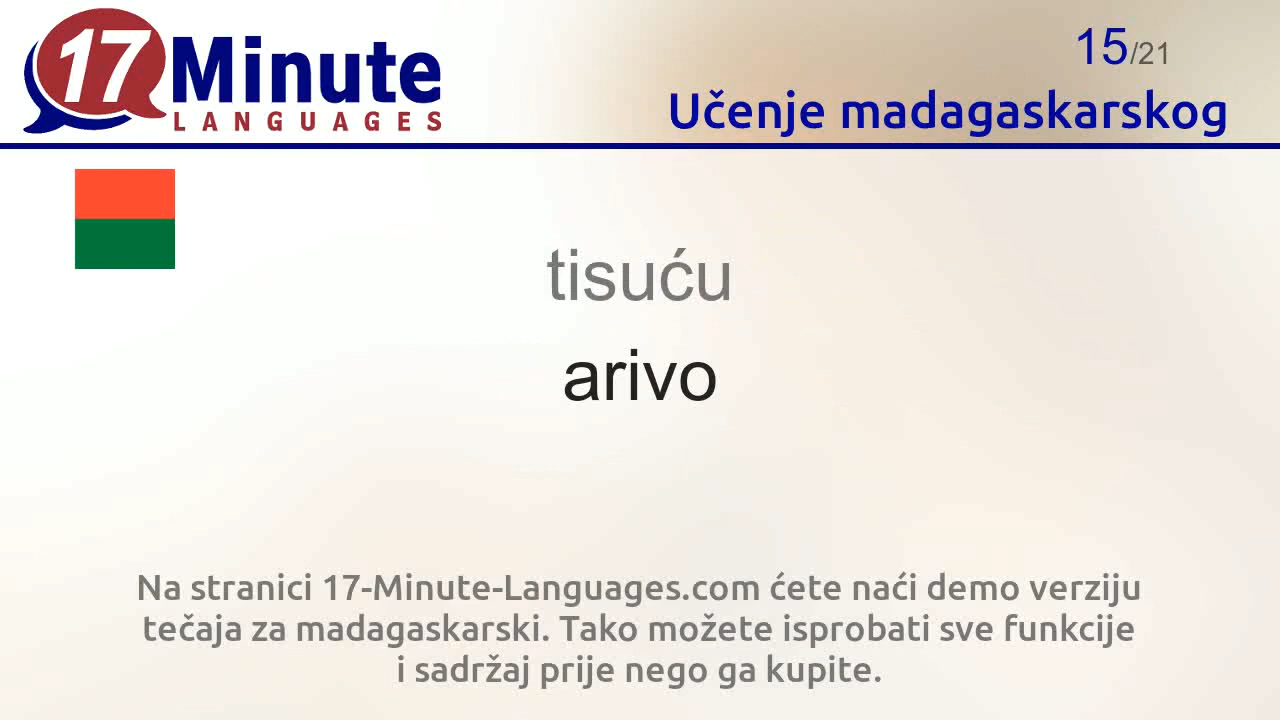 17 Minute
LANGUAGES
15/21
Učenje madagaskarskog
tisuću
arivo
Na stranici 17-Minute-Languages.com ćete naći demo verziju
tečaja za madagaskarski. Tako možete isprobati sve funkcije
i sadržaj prije nego ga kupite.